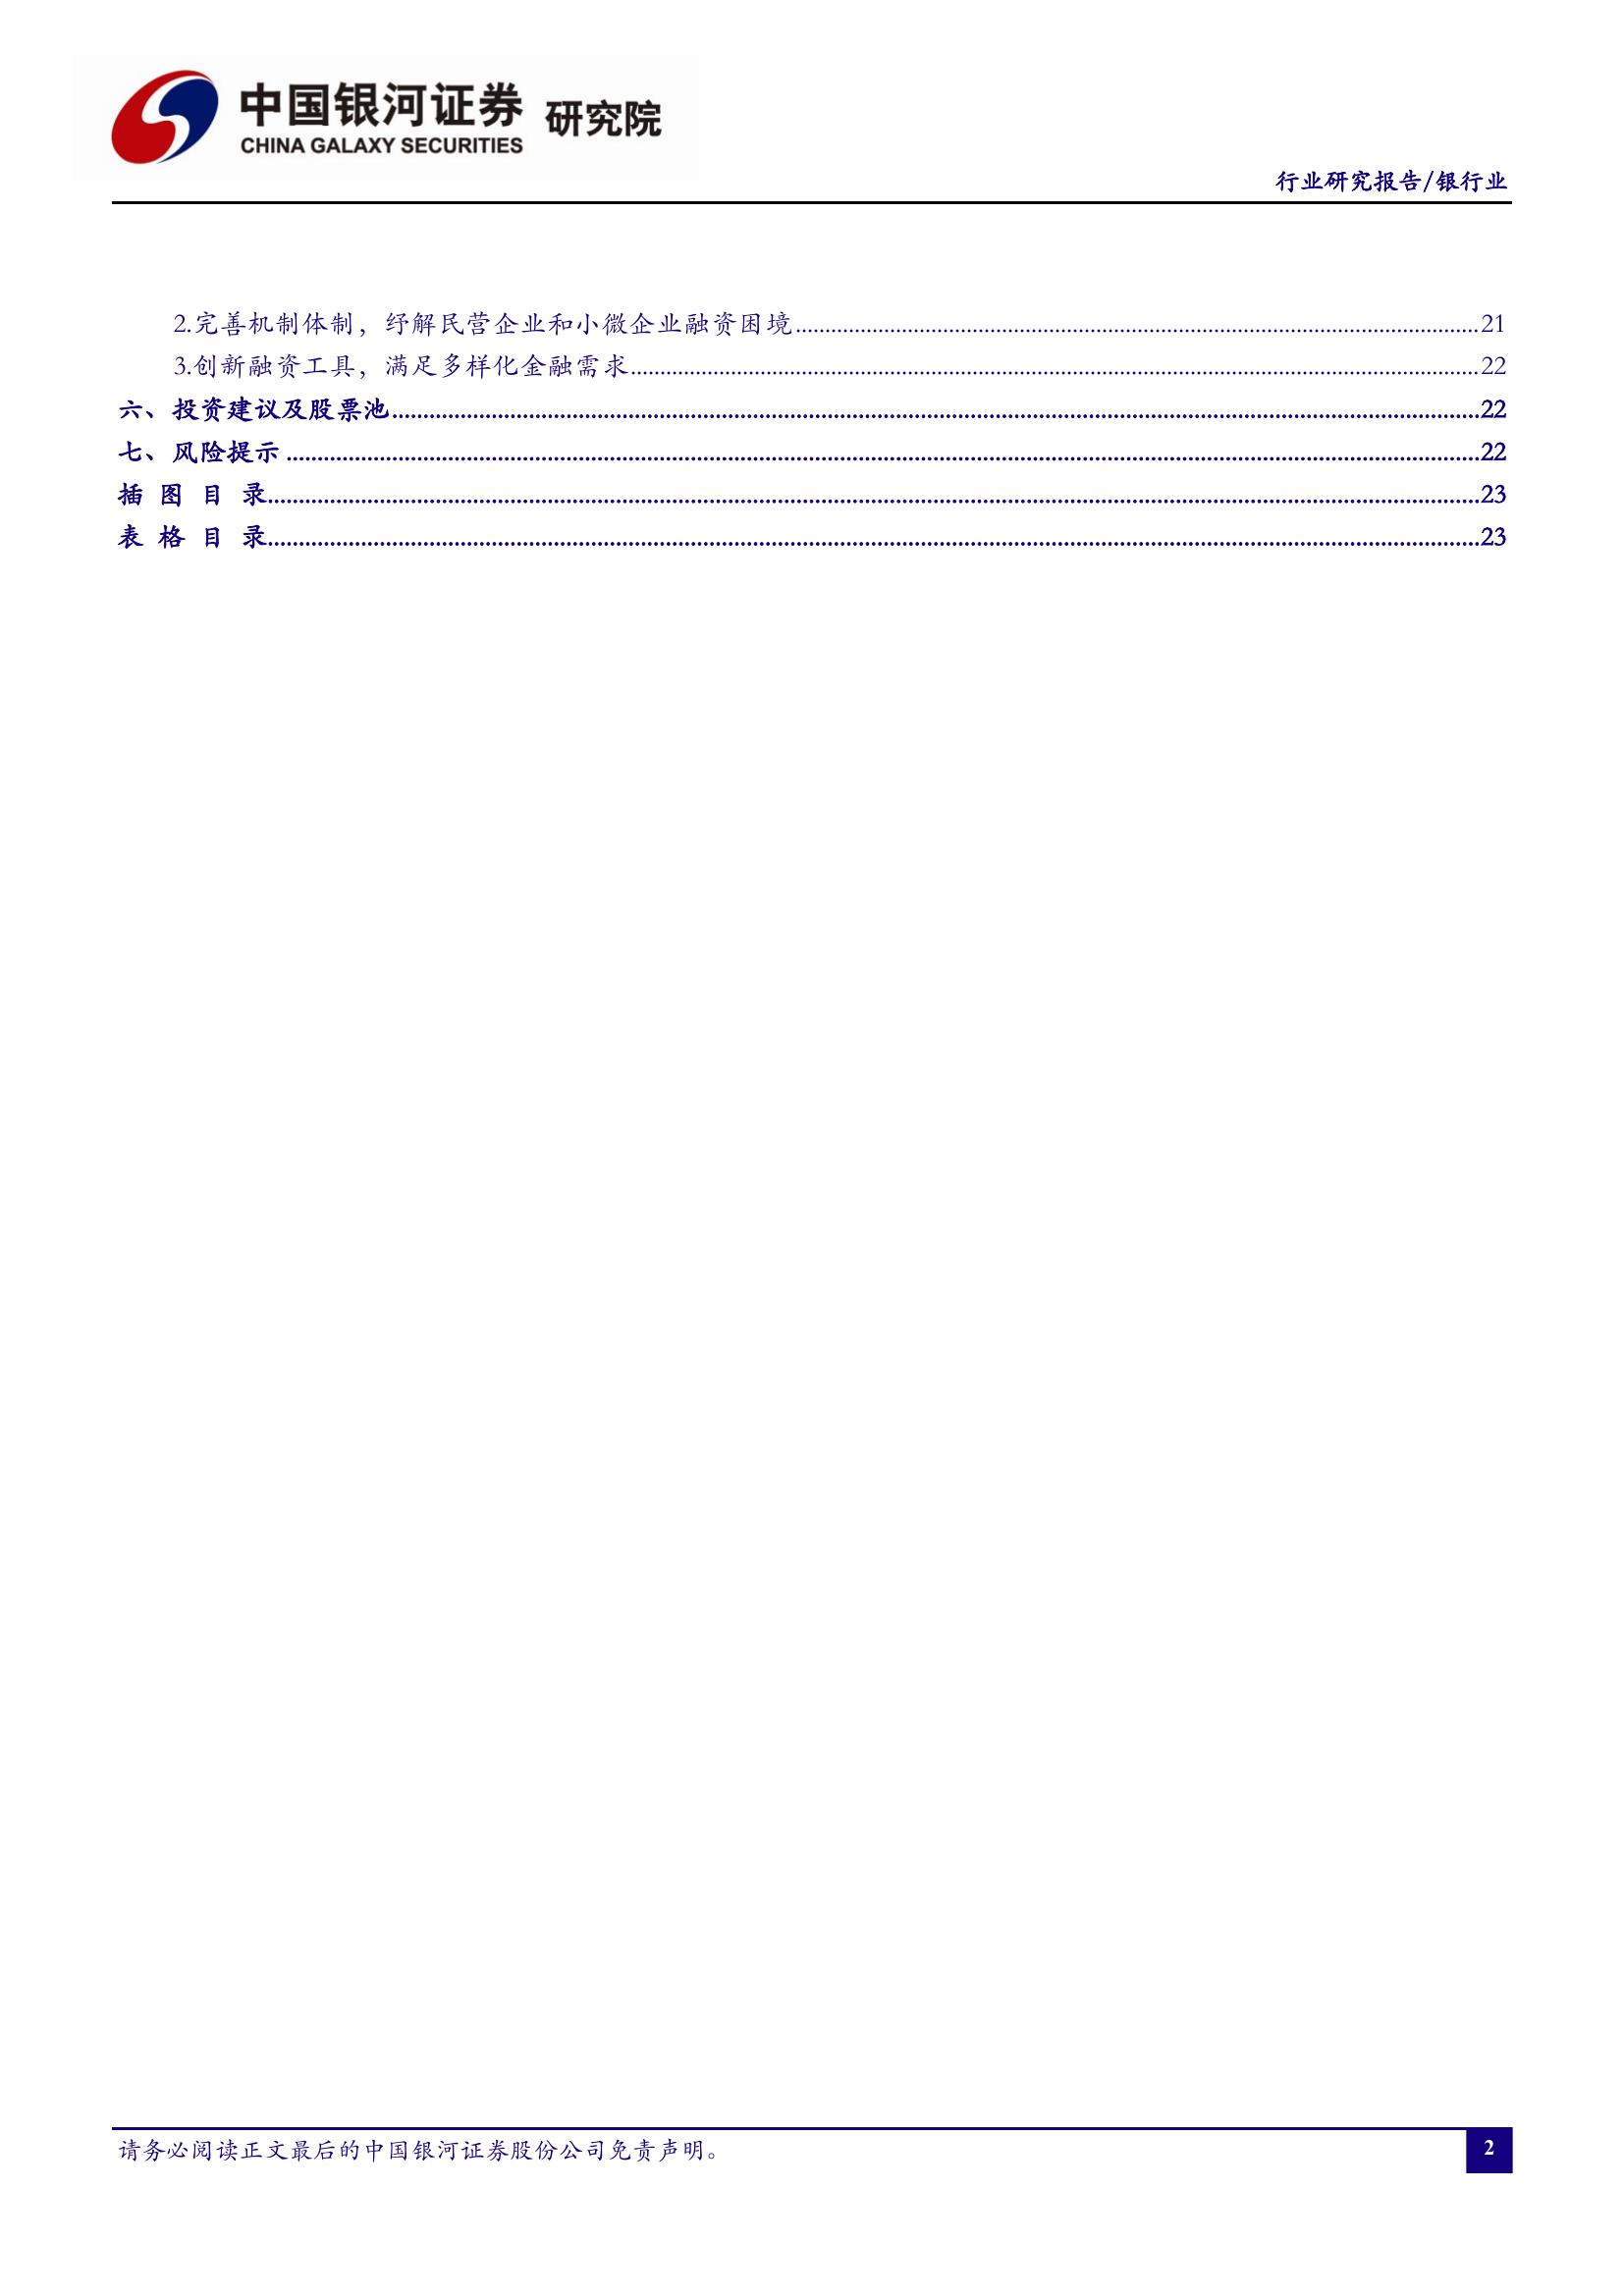 中国银河证券 研究院
CHINA GALAXY SECURITIES
行业研究报告/银行业
2.完善机制体制，纾解民营企业和小微企业融资困境........21
3.创新融资工具，满足多样化金融需求........22
六、投资建议及股票池........22
七、风险提示........22
插 图 目 录........23
表 格 目 录........23
请务必阅读正文最后的中国银河证券股份公司免责声明。
2